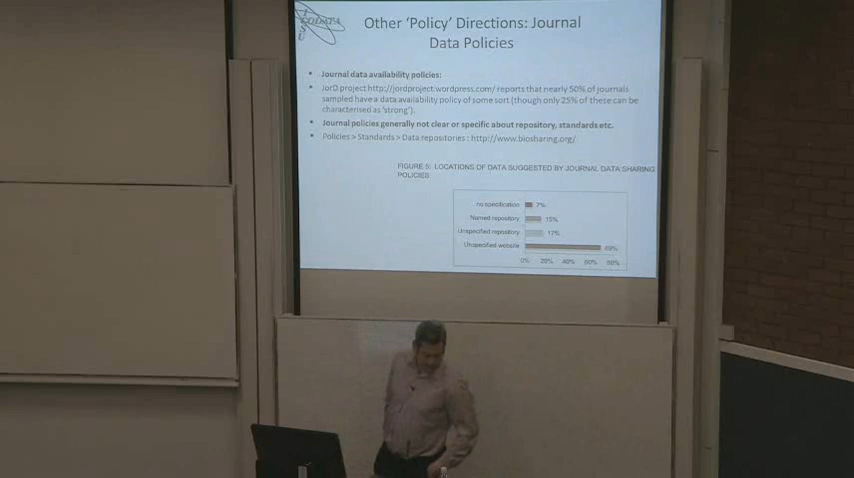 CODATA
Other 'Policy' Directions: Journal
Data Policies
Journal data availability policies:
JorD project http://jordproject.wordpress.com/ reports that nearly 50% of journals
sampled have a data availability policy of some sort (though only 25% of these can be
characterised as 'strong').
Journal policies generally not clear or specific about repository, standards etc.
Policies > Standards > Data repositories : http://www.biosharing.org/
FIGURE 5: LOCATIONS OF DATA SUGGESTED BY JOURNAL DATA SHARING
POLICIES
no specification 7%
Named repository 15%
Unspecified repository 17%
Unspecified website 69%
0% 20% 40% 60% 80%